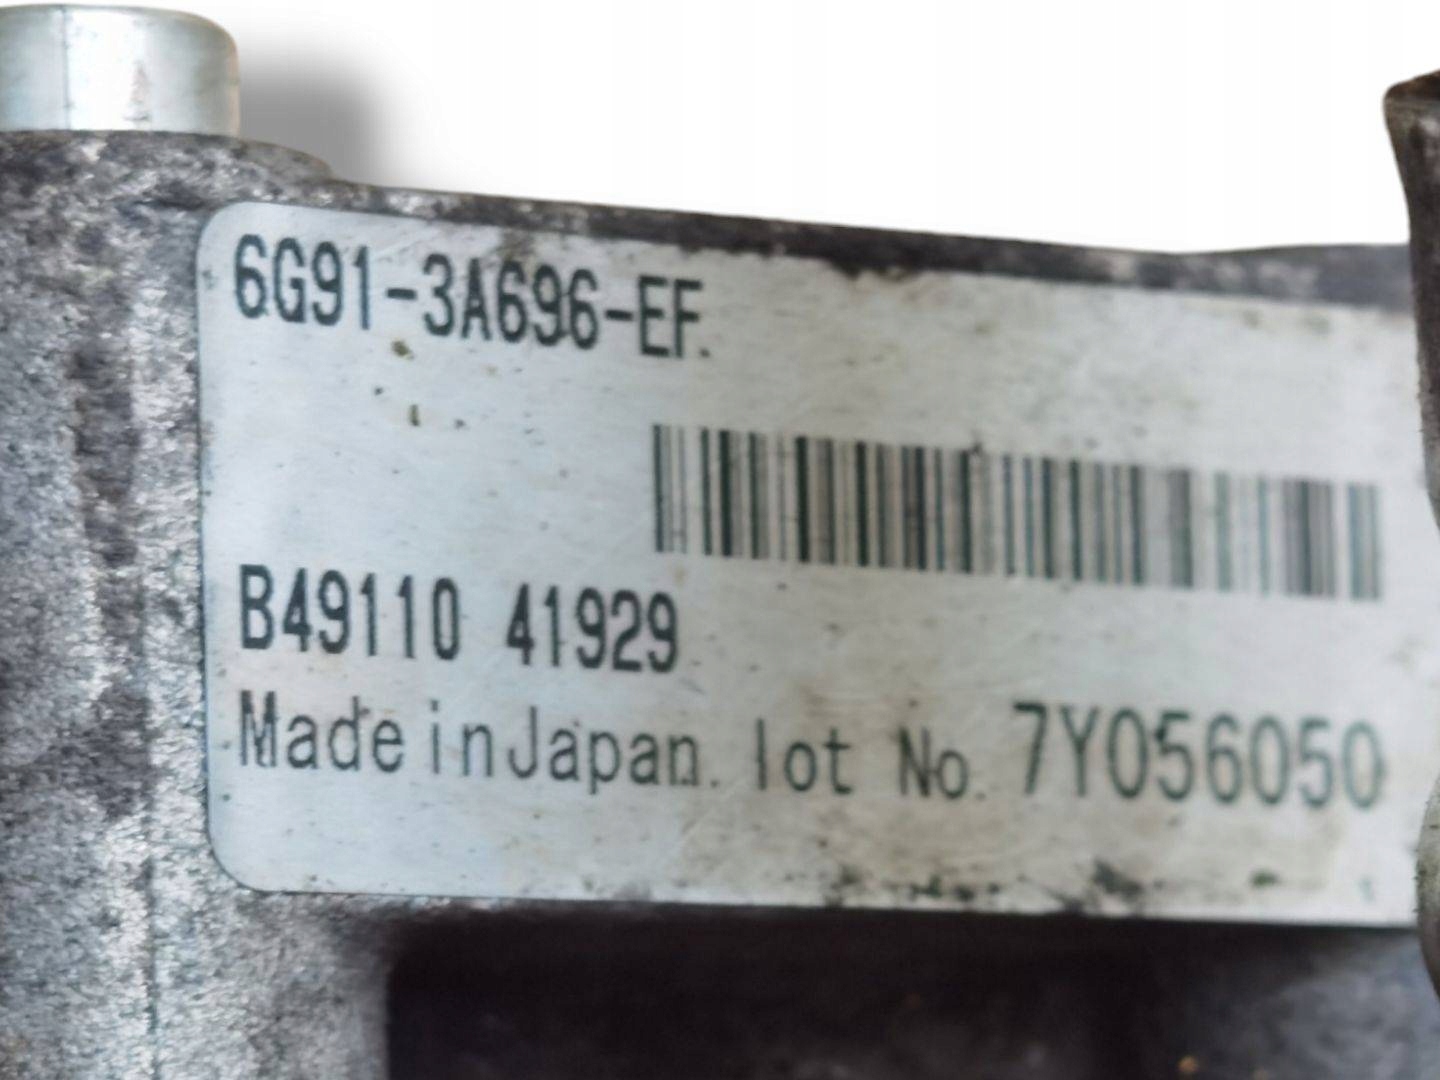 6G91-3A696-EF.
B49110 41929
Made in Japan. lot No. 7Y056050